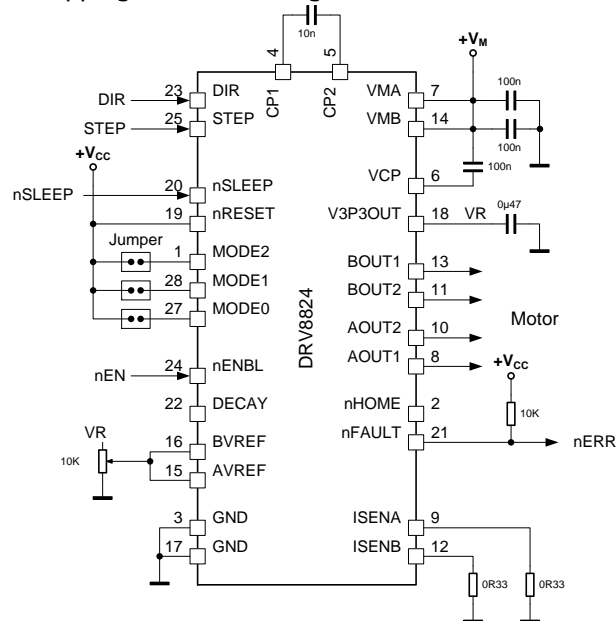 4
10n
5
CP1
CP2
+VM
23
DIR
DIR
25
STEP
STEP
VMA
7
100n
VMB
14
100n
100n
+VCC
VCP
6
20
nSLEEP
nSLEEP
19
nRESET
V3P3OUT
18
VR
0µ47
Jumper
1
MODE2
28
MODE1
27
MODE0
BOUT1
13
BOUT2
11
AOUT2
10
AOUT1
8
Motor
DRV8824
+VCC
10K
24
nEN
nENBL
22
DECAY
nHOME
2
nFAULT
21
nERR
VR
10K
16
BVREF
15
AVREF
3
GND
17
GND
ISENA
9
ISENB
12
0R33
0R33